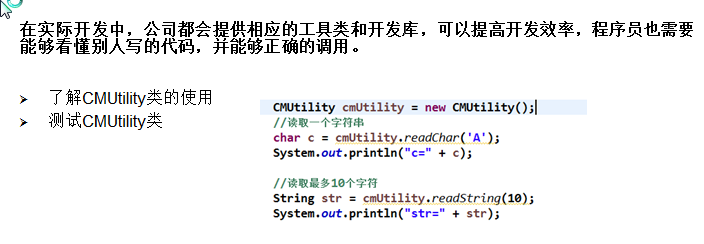 在实际开发中，公司都会提供相应的工具类和开发库，可以提高开发效率，程序员也需要
能够看懂别人写的代码，并能够正确的调用。
➢ 了解CMUtility类的使用
➢ 测试CMUtility类
CMUtility cmUtility = new CMUtility();
//读取一个字符串
char c = cmUtility.readChar('A');
System.out.println("c=" + c);
//读取最多10个字符
String str = cmUtility.readString(10);
System.out.println("str=" + str);